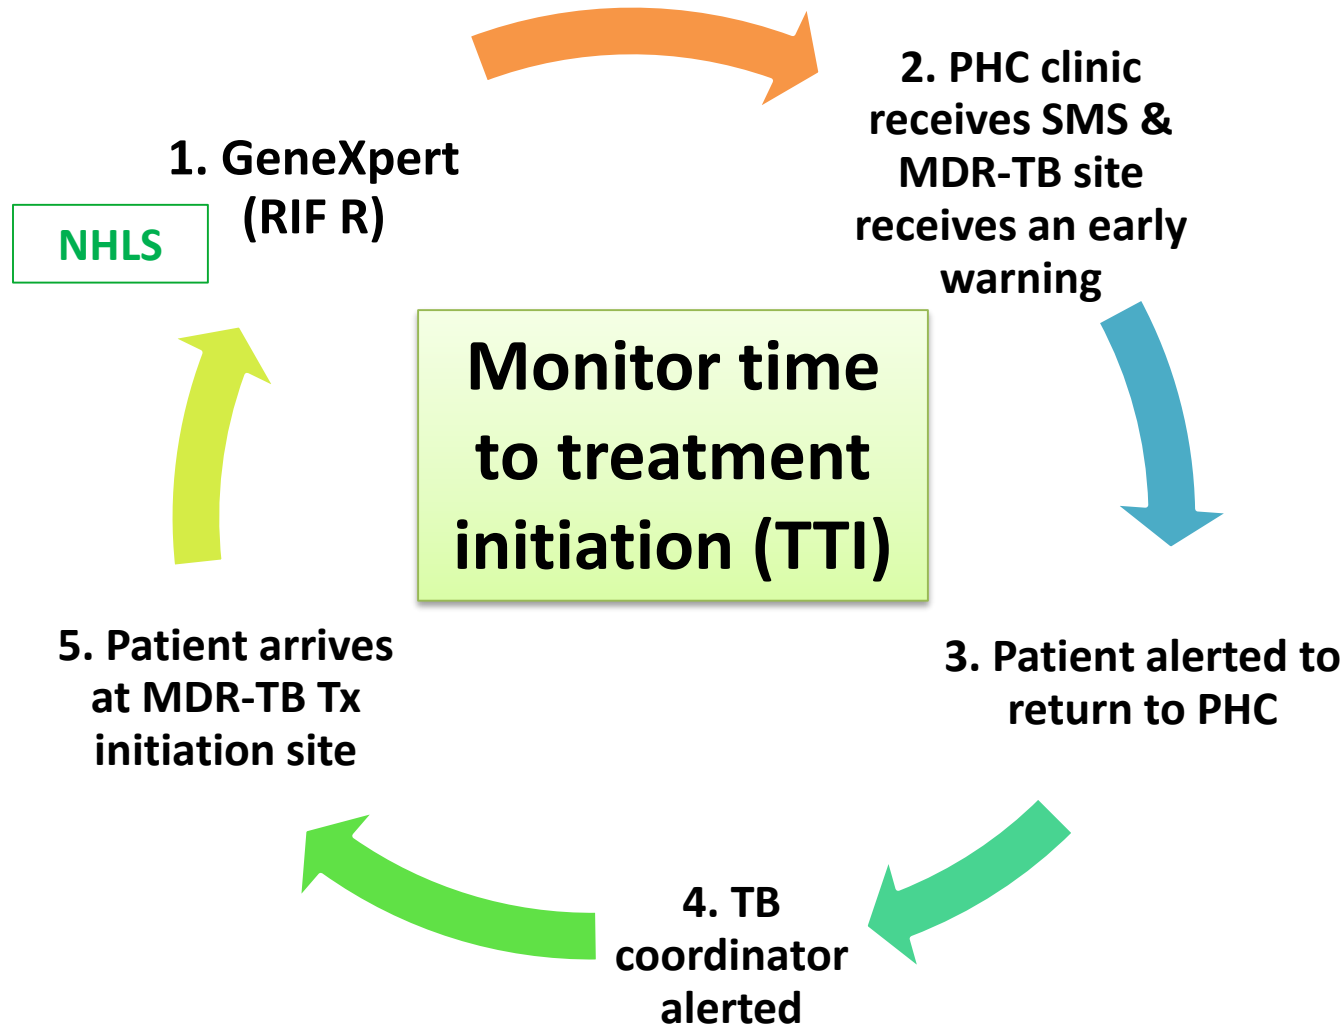 1. GeneXpert
(RIF R)
NHLS
2. PHC clinic
receives SMS &
MDR-TB site
receives an early
warning
Monitor time
to treatment
initiation (TTI)
3. Patient alerted to
return to PHC
4. TB
coordinator
alerted
5. Patient arrives
at MDR-TB Tx
initiation site